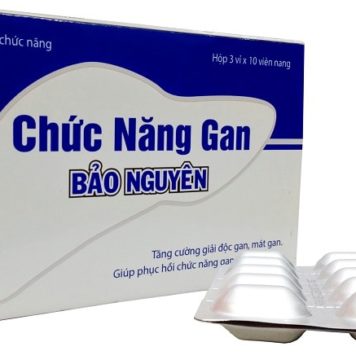 chức năng
Hộp 3 vỉ x 10 viên nang
Chức Năng Gan
BẢO NGUYÊN
Tăng cường giải độc gan, mát gan.
Giúp phục hồi chức năng gan